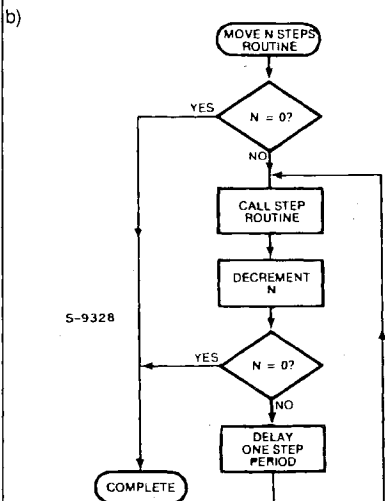 b)
MOVE N STEPS
ROUTINE
YES
N = 0?
NO
CALL STEP
ROUTINE
DECREMENT
N
S-9328
YES
N = 0?
NO
DELAY
ONE STEP
PERIOD
COMPLETE